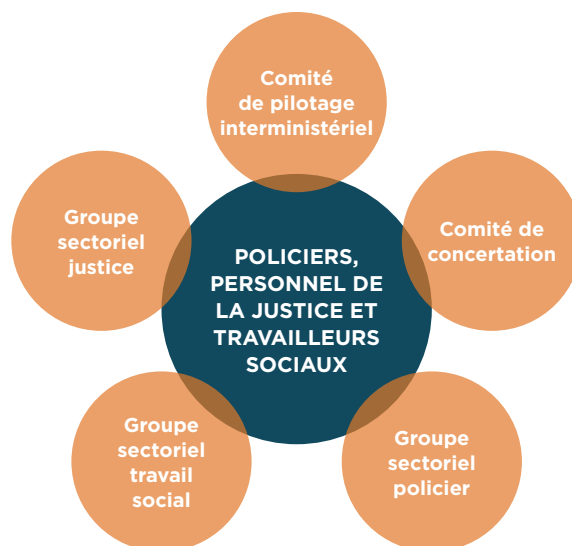 Comité
de pilotage
interministériel
Groupe
sectoriel
justice
Comité de
concertation
POLICIERS,
PERSONNEL DE
LA JUSTICE ET
TRAVAILLEURS
SOCIAUX
Groupe
sectoriel
travail
social
Groupe
sectoriel
policier